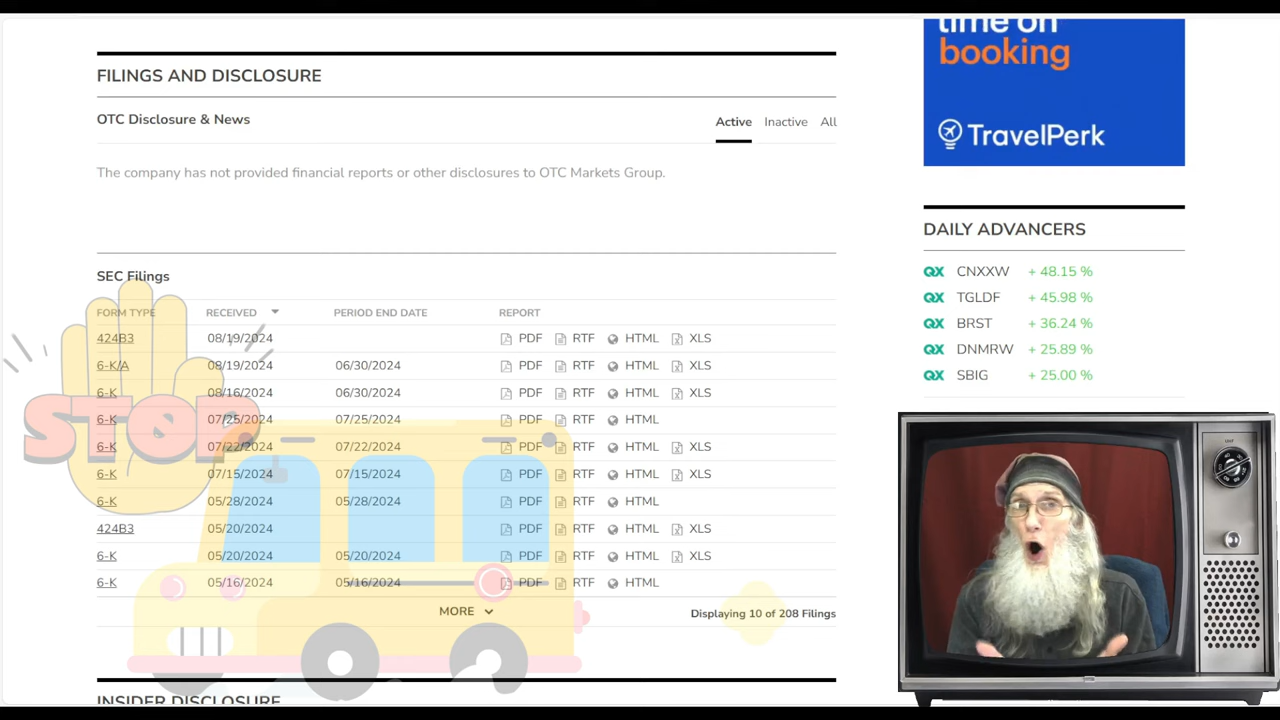 time on
booking
TravelPerk
FILINGS AND DISCLOSURE
OTC Disclosure & News
Active Inactive All
The company has not provided financial reports or other disclosures to OTC Markets Group.
SEC Filings
FORM TYPE RECEIVED PERIOD END DATE REPORT
424B3 08/19/2024 PDF RTF HTML XLS
6-K/A 08/19/2024 06/30/2024 PDF RTF HTML XLS
6-K 08/16/2024 06/30/2024 PDF RTF HTML XLS
6-K 07/25/2024 07/25/2024 PDF RTF HTML
6-K 07/22/2024 07/22/2024 PDF RTF HTML XLS
6-K 07/15/2024 07/15/2024 PDF RTF HTML XLS
6-K 05/28/2024 05/28/2024 PDF RTF HTML
424B3 05/20/2024 PDF RTF HTML XLS
6-K 05/20/2024 05/20/2024 PDF RTF HTML XLS
6-K 05/16/2024 05/16/2024 PDF RTF HTML
STOP
MORE
Displaying 10 of 208 Filings
INSIDER DISCLOSURE
DAILY ADVANCERS
QX CNXXW + 48.15 %
QX TGLDF + 45.98 %
QX BRST + 36.24 %
QX DNMRW + 25.89 %
QX SBIG + 25.00 %